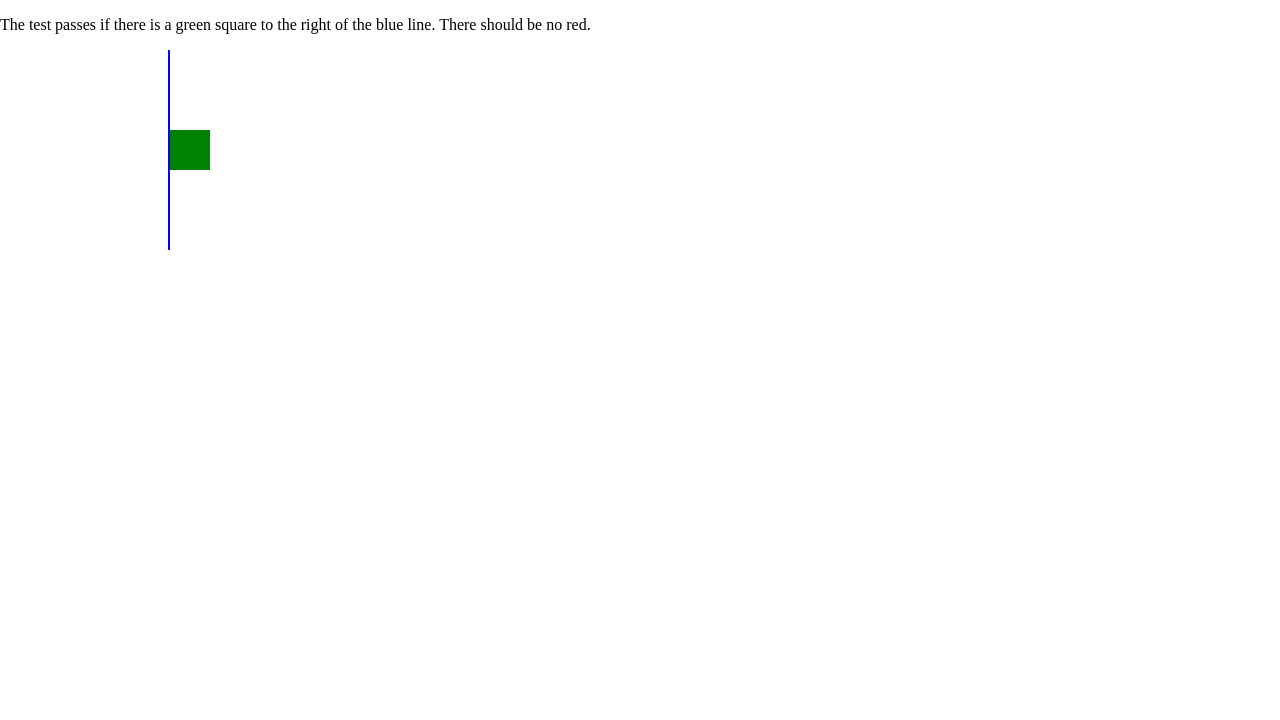 The test passes if there is a green square to the right of the blue line. There should be no red.